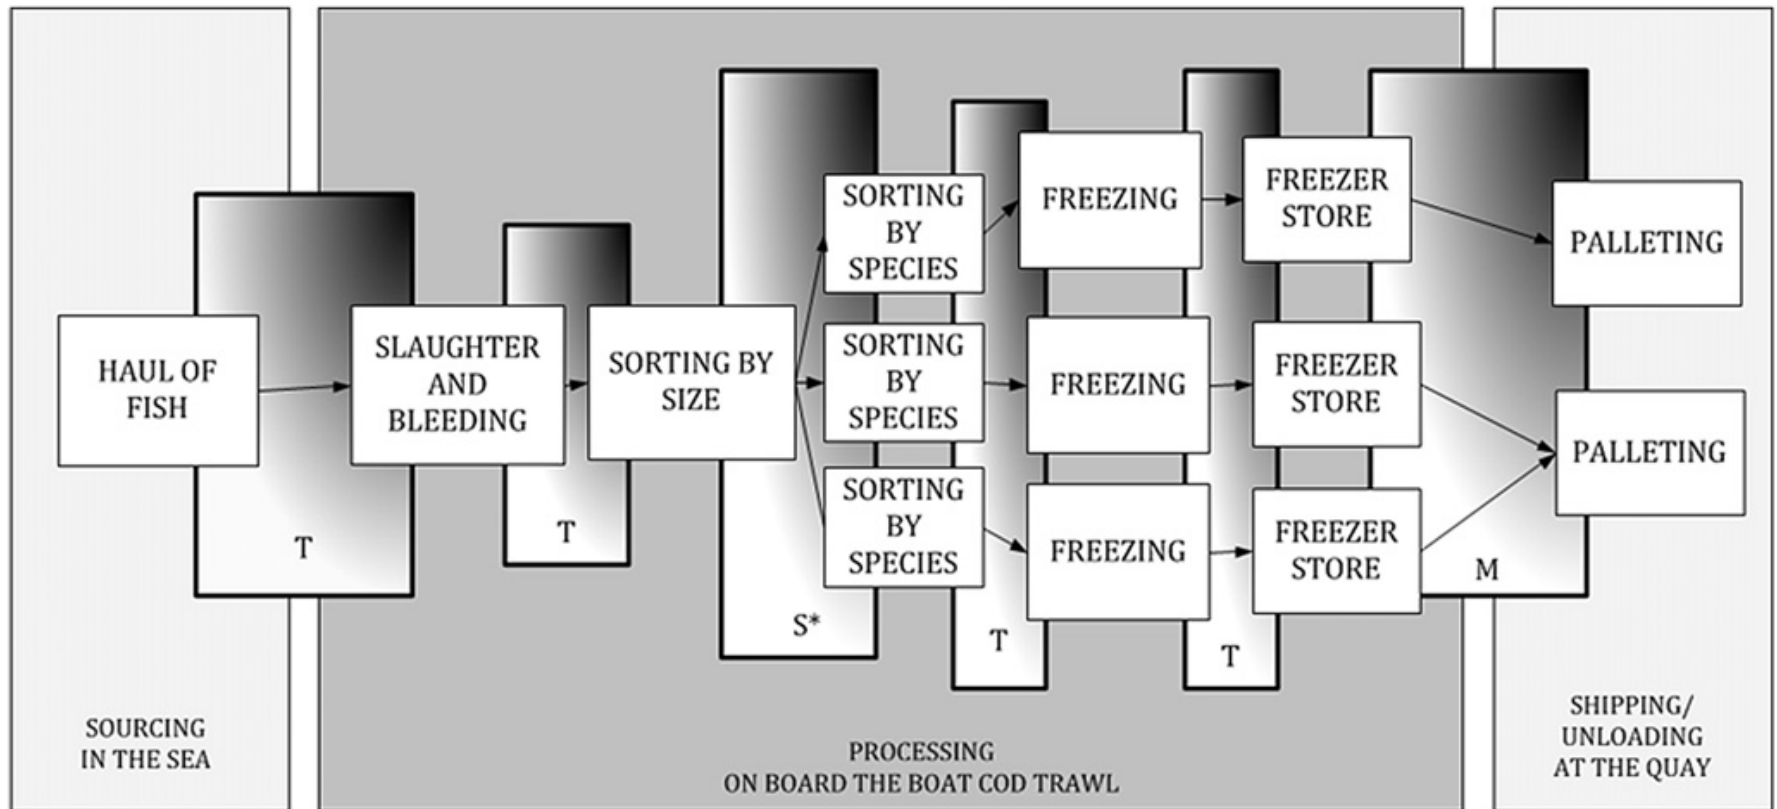 HAUL OF
FISH
SLAUGHTER
AND
BLEEDING
SORTING BY
SIZE
SORTING
BY
SPECIES
SORTING
BY
SPECIES
SORTING
BY
SPECIES
FREEZING
FREEZING
FREEZING
FREEZER
STORE
FREEZER
STORE
FREEZER
STORE
PALLETING
PALLETING
T
T
S*
T
T
M
SOURCING
IN THE SEA
PROCESSING
ON BOARD THE BOAT COD TRAWL
SHIPPING/
UNLOADING
AT THE QUAY